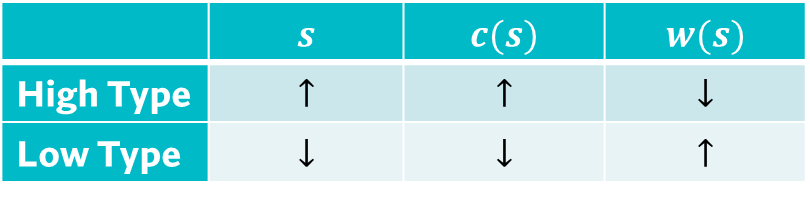 s c(s) w(s)
High Type ↑ ↑ ↓
Low Type ↓ ↓ ↑